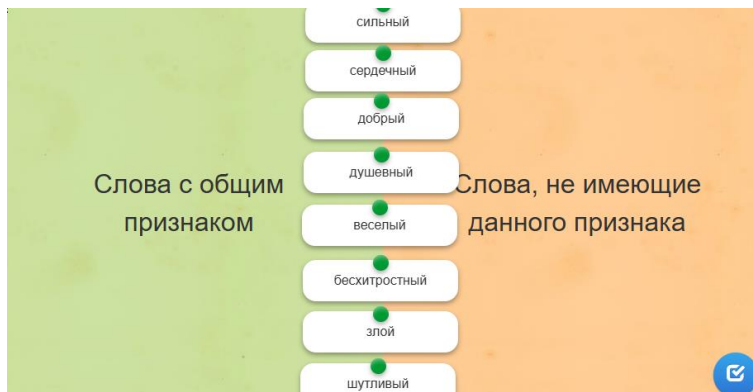 сильный
сердечный
добрый
душевный
Слова с общим
признаком
Слова, не имеющие
данного признака
веселый
бесхитростный
злой
шутливый